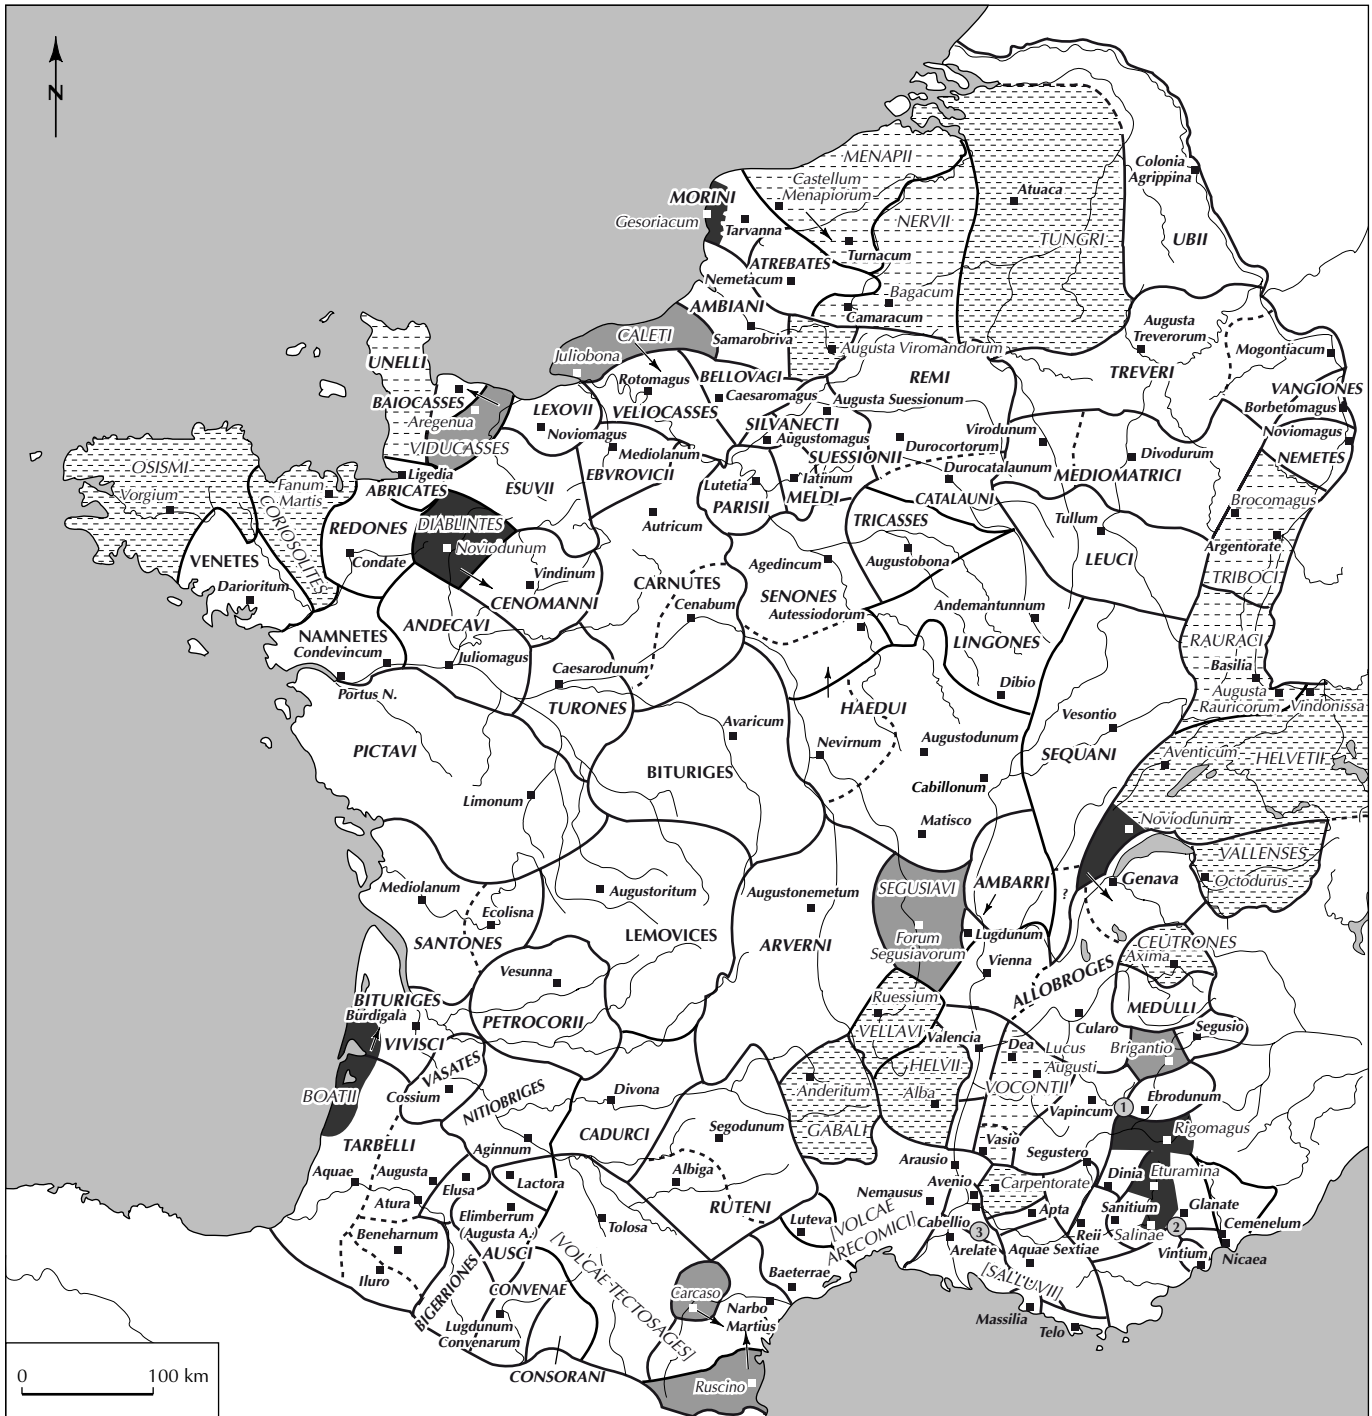 N
MENAPII
Castellum
Menapiorum
MORINI
Gesoriacum
Tarvanna
NERVII
Turnacum
ATREBATES
Nemetacum
Bagacum
Camaracum
Atuaca
TUNGRI
Colonia
Agrippina
UBII
AMBIANI
Samarobriva
CALETI
Juliobona
Augusta Viromandorum
Augusta
Treverorum
Mogontiacum
UNELLI
BAIOCASSES
Aregenua
VIDUCASSES
Rotomagus
BELLOVACI
LEXOVII
VELIOCASSES
Caesaromagus
REMI
Augusta Suessionum
TREVERI
VANGIONES
Borbetomagus
Noviomagus
Noviomagus
SILVANECTI
Augustomagus
Durocortorum
Virodunum
NEMETES
Mediolanum
SUESSIONII
Divodurum
OSISMI
Vorgium
Fanum
Martis
Ligedia
ABRICATES
ESUVII
EBVROVICII
Lutetia
Iatinum
MELDI
Durocatalaunum
MEDIOMATRICI
Brocomagus
CORIOSOLITES
REDONES
DIABLINTES
Noviodunum
Autricum
PARISII
CATALAUNI
TRICASSES
Tullum
Argentorate
VENETES
Darioritum
Condate
Vindinum
CARNUTES
Agedincum
Augustobona
LEUCI
TRIBOCI
CENOMANNI
Cenabum
SENONES
Autessiodorum
Andemantunnum
LINGONES
NAMNETES
Condevincum
ANDECAVI
Juliomagus
RAURACI
Basilia
Portus N.
Caesarodunum
TURONES
Dibio
Augusta
Rauricorum
Vindonissa
HAEDUI
Avaricum
Vesontio
PICTAVI
Nevirnum
Augustodunum
SEQUANI
Aventicum
HELVETII
BITURIGES
Cabillonum
Limonum
Matisco
Noviodunum
VALLENSES
Octodurus
Mediolanum
Augustoritum
Augustonemetum
SEGUSIAVI
AMBARRI
?
Genava
Ecolisna
SANTONES
LEMOVICES
ARVERNI
Forum
Segusiavorum
Lugdunum
Vienna
CEUTRONES
Axima
Vesunna
ALLOBROGES
BITURIGES
Burdigala
VIVISCI
PETROCORII
Ruessium
VELLAVI
MEDULLI
Cularo
Segusio
Valencia
Dea
Lucus
Augusti
Brigantio
VASATES
Cossium
BOATII
NITIOBRIGES
Divona
Anderitum
GABALI
HELVII
Alba
VOCONTII
Vapincum
1
Ebrodunum
TARBELLI
Aginnum
CADURCI
Segodunum
Vasio
Rigomagus
Aquae
Augusta
Lactora
Albiga
Arausio
Segustero
Dinia
Eturamina
Elusa
Atura
Elimberrum
(Augusta A.)
RUTENI
Nemausus
Avenio
Carpentorate
Sanitium
Glanate
Beneharnum
Tolosa
Luteva
[VOLCAE
ARECOMICI]
Cabellio
3
Apta
Reii
Salinae
2
Cemenelum
AUSCI
Arelate
Aquae Sextiae
Vintium
Nicaea
Iluro
BIGERRIONES
CONVENAE
[VOLCAE-TECTOSAGES]
Carcaso
Baeterrae
[SALLUVII]
Lugdunum
Convenarum
Narbo
Martius
Massilia
Telo
CONSORANI
Ruscino
0 100 km